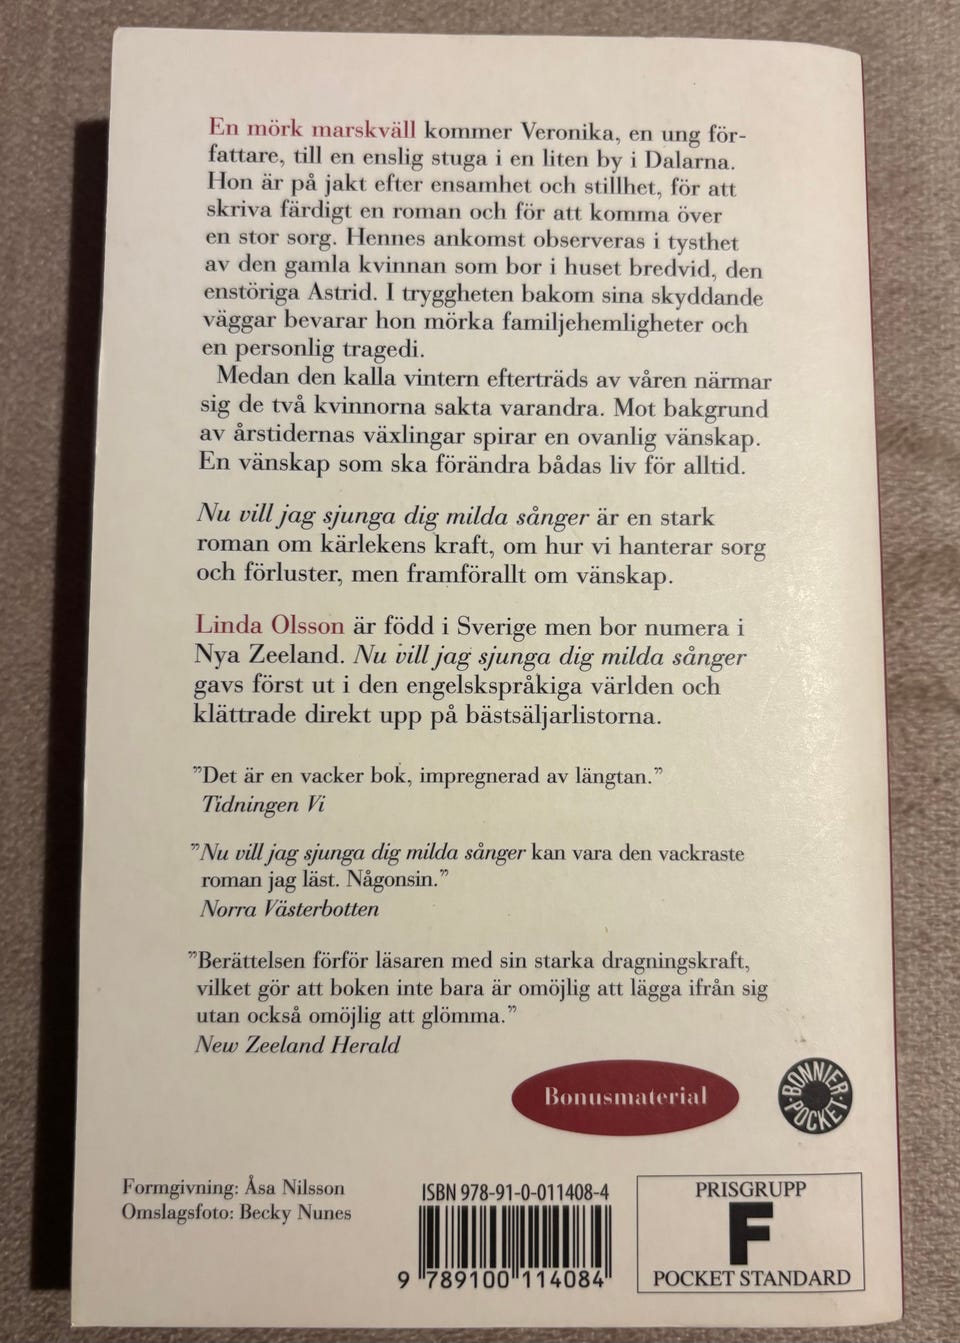 En mörk marskväll kommer Veronika, en ung för-
fattare, till en enslig stuga i en liten by i Dalarna.
Hon är på jakt efter ensamhet och stillhet, för att
skriva färdigt en roman och för att komma över
en stor sorg. Hennes ankomst observeras i tysthet
av den gamla kvinnan som bor i huset bredvid, den
enstöriga Astrid. I tryggheten bakom sina skyddande
väggar bevarar hon mörka familjehemligheter och
en personlig tragedi.
Medan den kalla vintern efterträds av våren närmar
sig de två kvinnorna sakta varandra. Mot bakgrund
av årstidernas växlingar spirar en ovanlig vänskap.
En vänskap som ska förändra bådas liv för alltid.
Nu vill jag sjunga dig milda sånger är en stark
roman om kärlekens kraft, om hur vi hanterar sorg
och förluster, men framförallt om vänskap.
Linda Olsson är född i Sverige men bor numera i
Nya Zeeland. Nu vill jag sjunga dig milda sånger
gavs först ut i den engelskspråkiga världen och
klättrade direkt upp på bästsäljarlistorna.
”Det är en vacker bok, impregnerad av längtan.”
Tidningen Vi
”Nu vill jag sjunga dig milda sånger kan vara den vackraste
roman jag läst. Någonsin.”
Norra Västerbotten
”Berättelsen förför läsaren med sin starka dragningskraft,
vilket gör att boken inte bara är omöjlig att lägga ifrån sig
utan också omöjlig att glömma.”
New Zeeland Herald
Bonusmaterial
BONNIER
POCKET
Formgivning: Åsa Nilsson
Omslagsfoto: Becky Nunes
ISBN 978-91-0-011408-4
9 789100 114084
PRISGRUPP
F
POCKET STANDARD